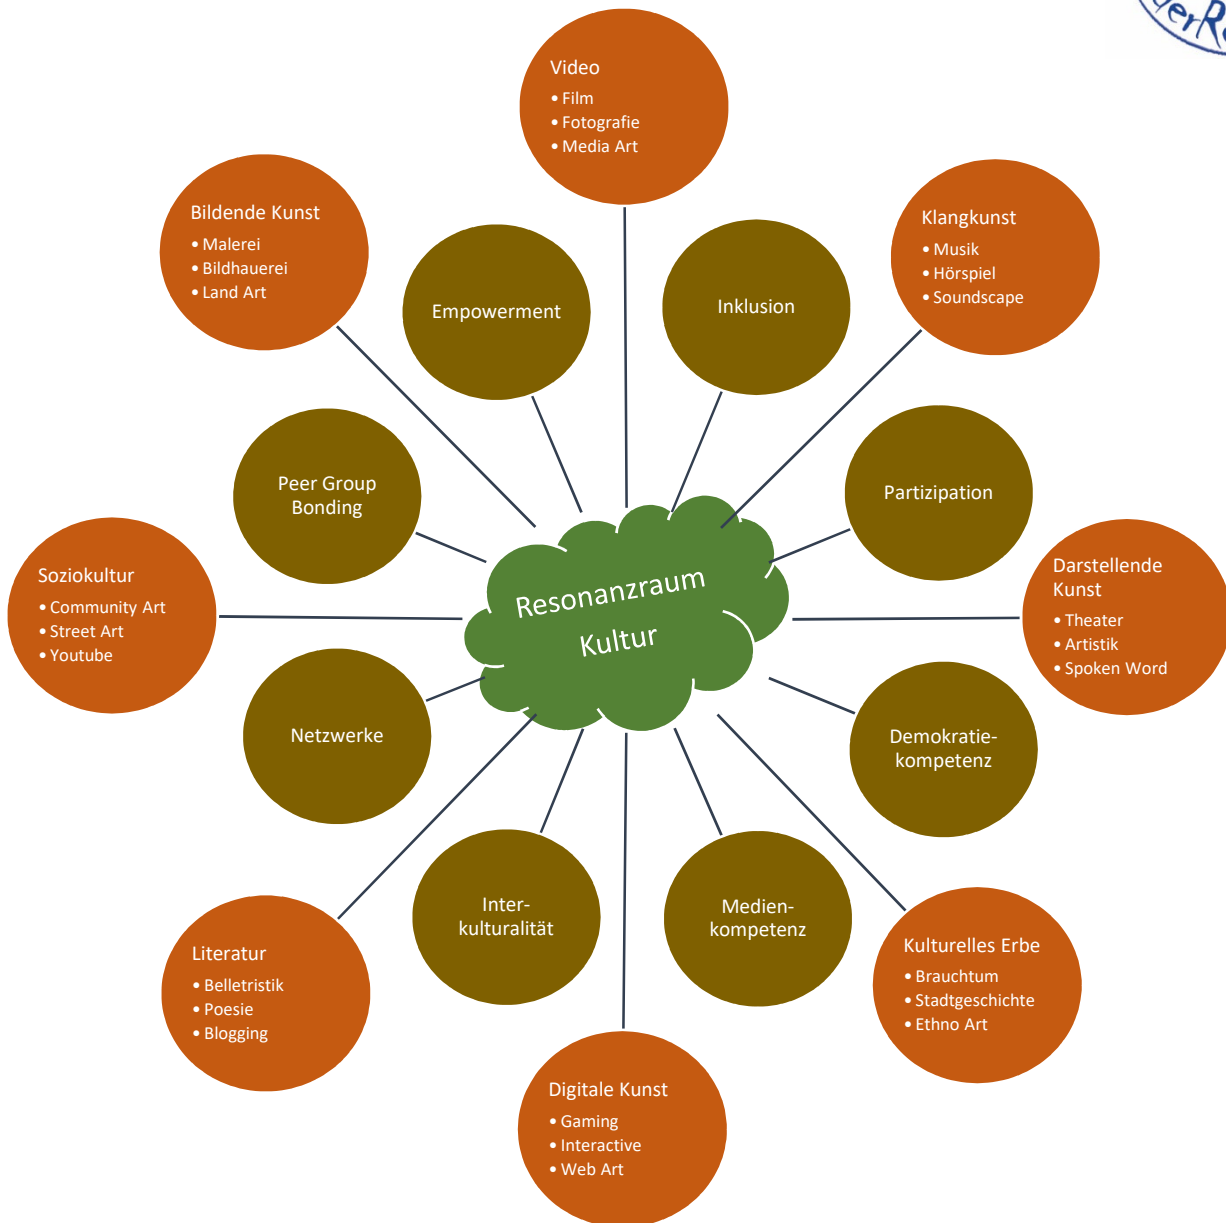 Video
• Film
• Fotografie
• Media Art
Bildende Kunst
• Malerei
• Bildhauerei
• Land Art
Klangkunst
• Musik
• Hörspiel
• Soundscape
Empowerment
Inklusion
Peer Group
Bonding
Partizipation
Soziokultur
• Community Art
• Street Art
• Youtube
Resonanzraum
Kultur
Darstellende
Kunst
• Theater
• Artistik
• Spoken Word
Netzwerke
Demokratie-
kompetenz
Inter-
kulturalität
Medien-
kompetenz
Literatur
• Belletristik
• Poesie
• Blogging
Kulturelles Erbe
• Brauchtum
• Stadtgeschichte
• Ethno Art
Digitale Kunst
• Gaming
• Interactive
• Web Art